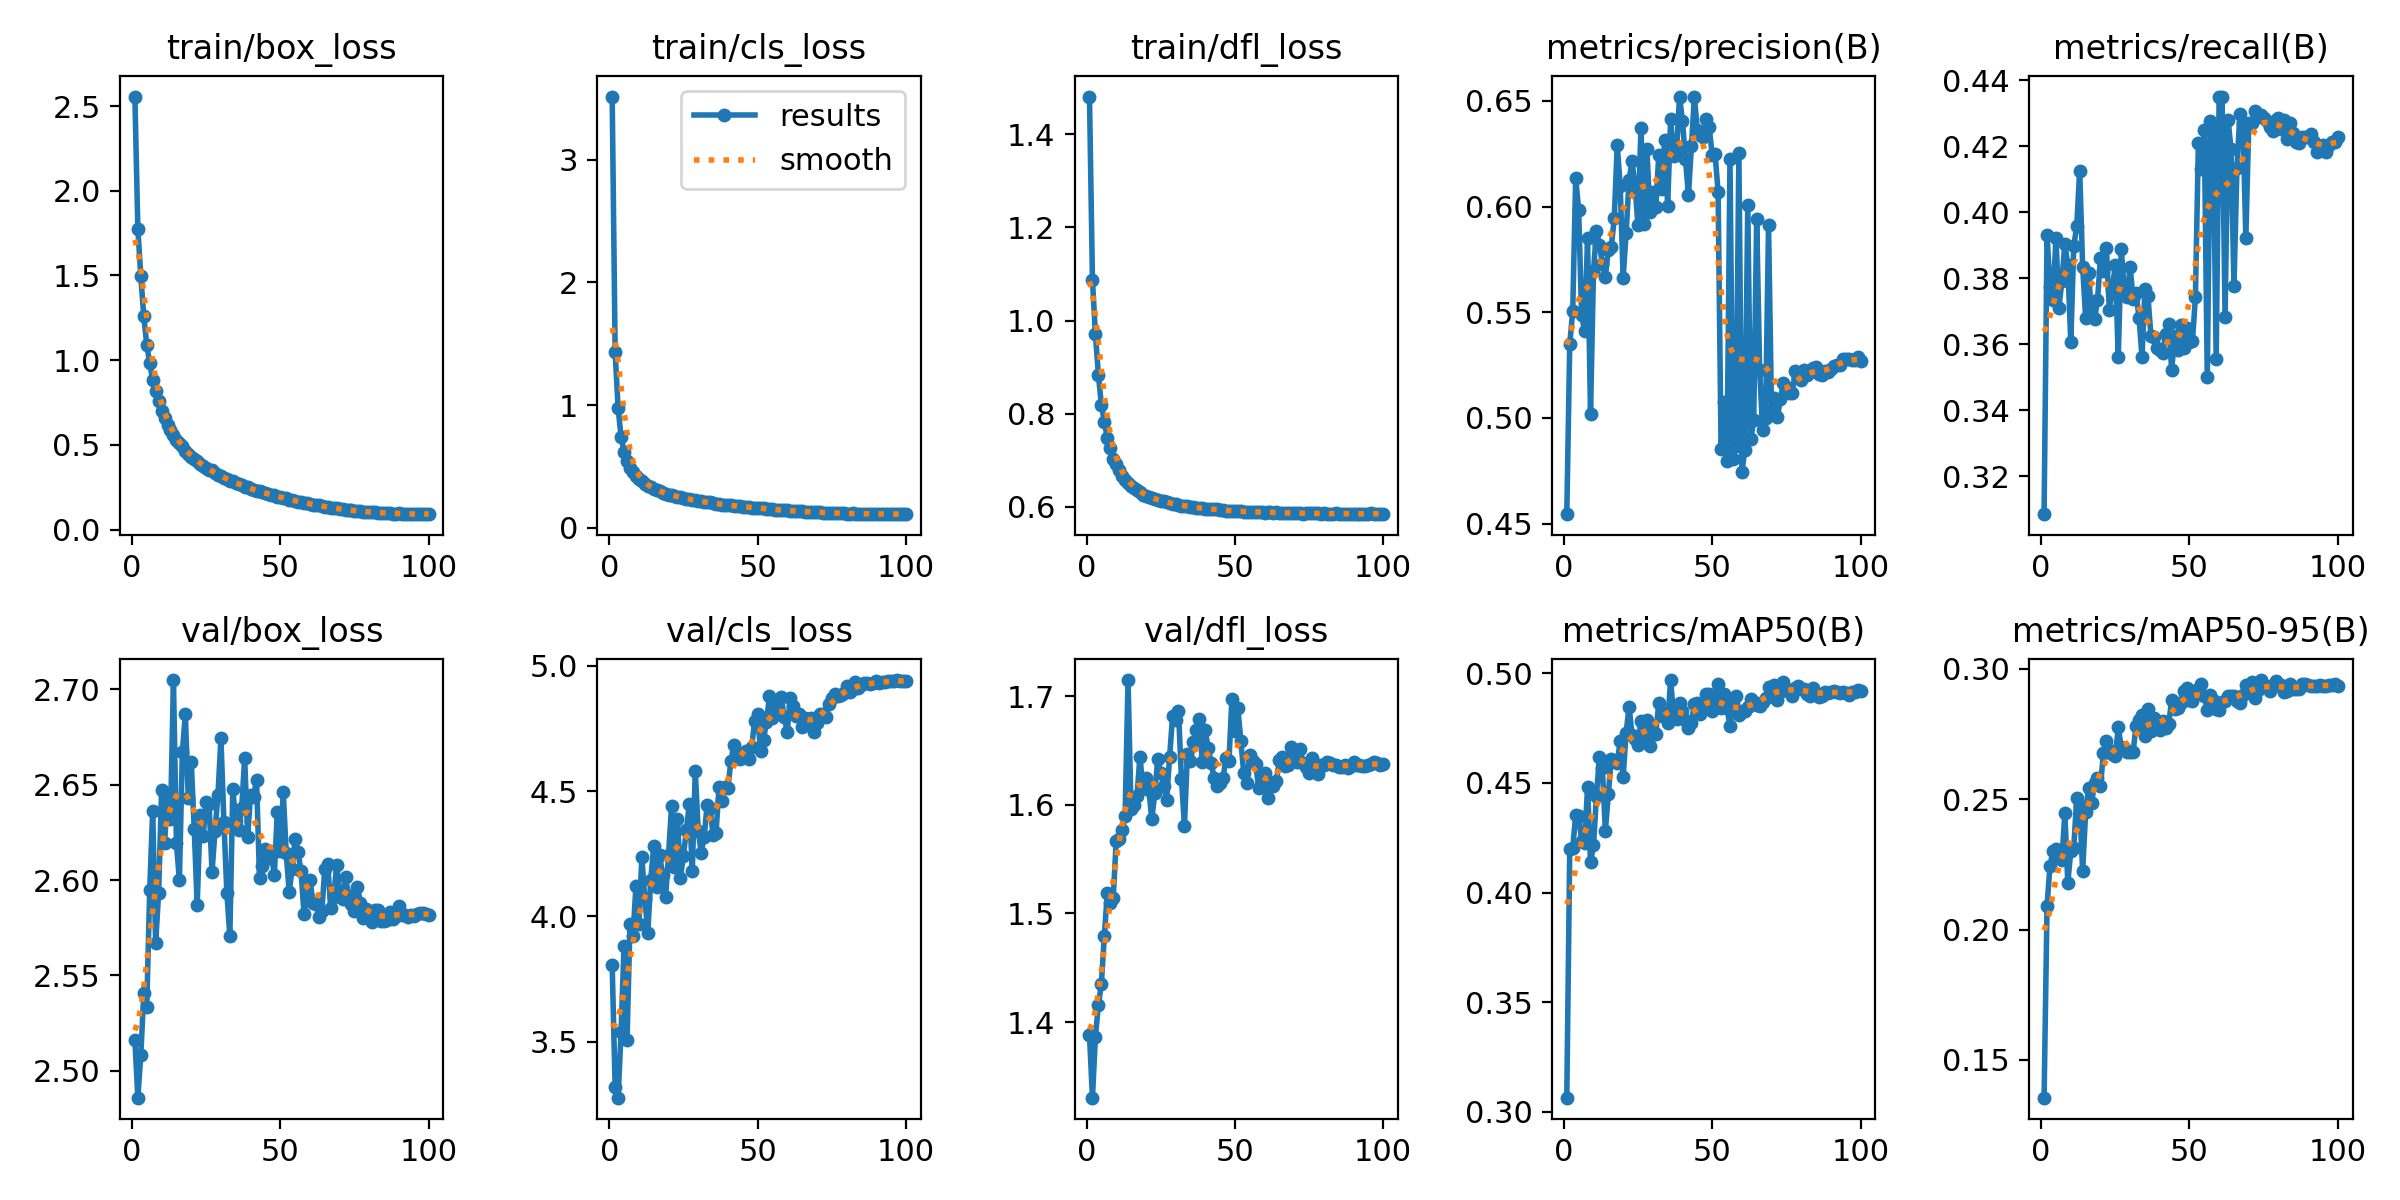 train/box_loss
2.5
2.0
1.5
1.0
0.5
0.0
0 50 100
train/cls_loss
results
smooth
3
2
1
0
0 50 100
train/dfl_loss
1.4
1.2
1.0
0.8
0.6
0 50 100
metrics/precision(B)
0.65
0.60
0.55
0.50
0.45
0 50 100
metrics/recall(B)
0.44
0.42
0.40
0.38
0.36
0.34
0.32
0 50 100
val/box_loss
2.70
2.65
2.60
2.55
2.50
0 50 100
val/cls_loss
5.0
4.5
4.0
3.5
0 50 100
val/dfl_loss
1.7
1.6
1.5
1.4
0 50 100
metrics/mAP50(B)
0.50
0.45
0.40
0.35
0.30
0 50 100
metrics/mAP50-95(B)
0.30
0.25
0.20
0.15
0 50 100